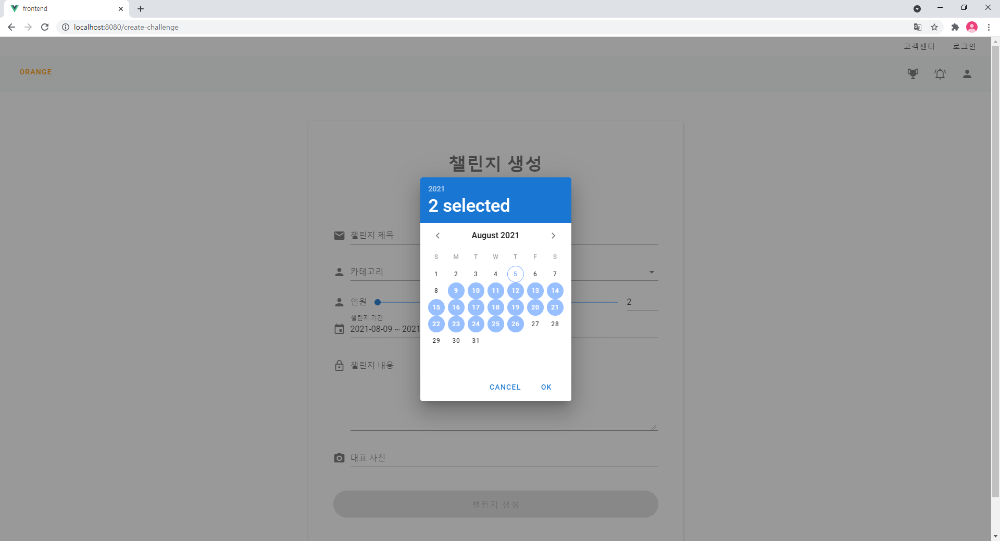 frontend
localhost:8080/create-challenge
고객센터 로그인
ORANGE
챌린지 생성
2021
2 selected
챌린지 제목
August 2021
S M T W T F S
카테고리
1 2 3 4 5 6 7
8 9 10 11 12 13 14
인원 2
15 16 17 18 19 20 21
챌린지 기간
2021-08-09 ~ 2021
22 23 24 25 26 27 28
29 30 31
챌린지 내용
CANCEL OK
대표 사진
챌린지 생성